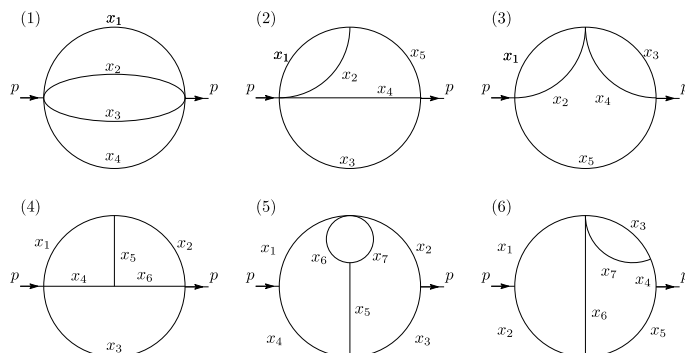 (1) (2) (3)
x₁
x₂
x₃
x₄
p p
x₁ x₅
x₂
x₄
x₃
p p
x₁ x₃
x₂ x₄
x₅
p p
(4) (5) (6)
x₁ x₂
x₅
x₄ x₆
x₃
p p
x₁ x₂
x₆ x₇
x₅
x₄ x₃
p p
x₁ x₃
x₇ x₄
x₆
x₂ x₅
p p